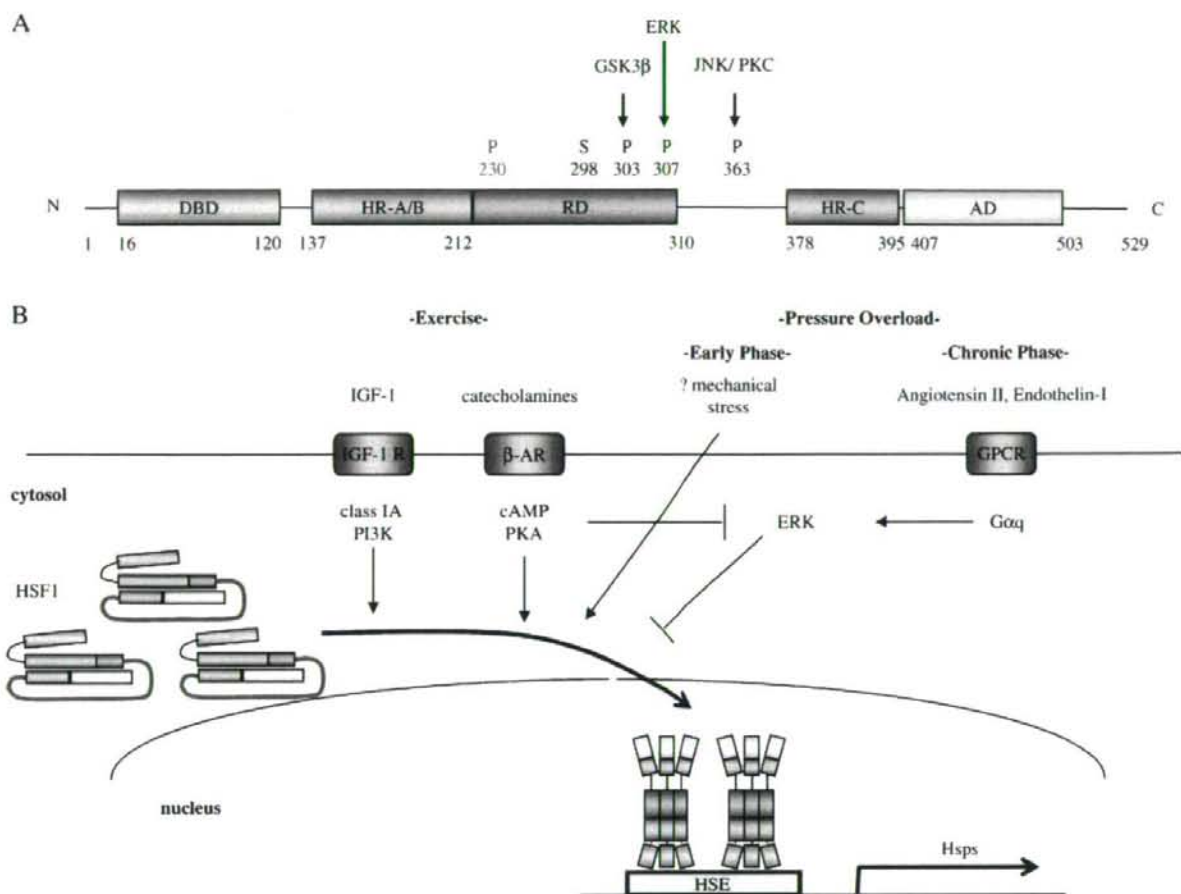 A
ERK
GSK3β JNK/ PKC
P S P P P
230 298 303 307 363
N DBD HR-A/B RD HR-C AD C
1 16 120 137 212 310 378 395 407 503 529
B
-Exercise- -Pressure Overload-
-Early Phase- -Chronic Phase-
IGF-1 catecholamines ? mechanical stress Angiotensin II, Endothelin-I
IGF-1 R β-AR GPCR
cytosol
class IA cAMP
PI3K PKA ERK Gαq
HSF1
nucleus
Hsps
HSE